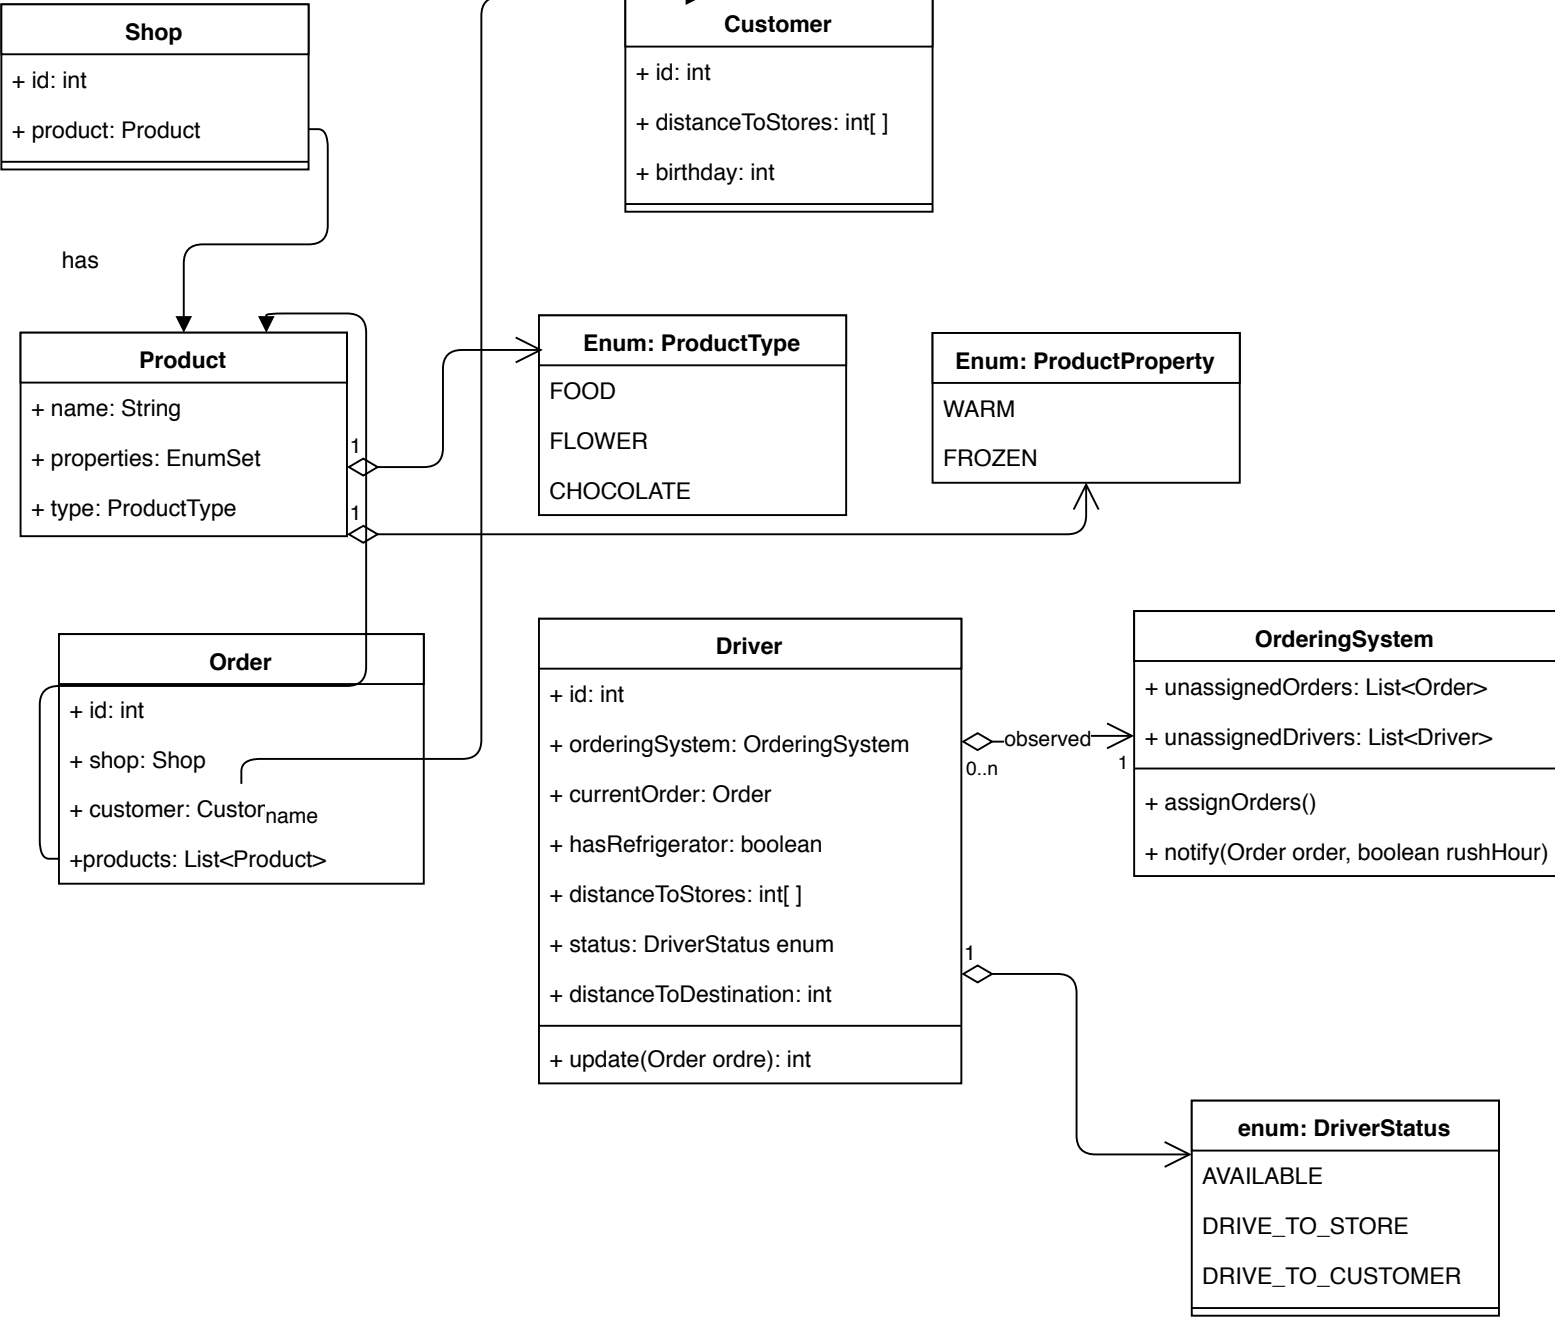 Shop
+ id: int
+ product: Product
Customer
+ id: int
+ distanceToStores: int[ ]
+ birthday: int
has
Product
+ name: String
+ properties: EnumSet
+ type: ProductType
1
1
Enum: ProductType
FOOD
FLOWER
CHOCOLATE
Enum: ProductProperty
WARM
FROZEN
Order
+ id: int
+ shop: Shop
+ customer: Custor
name
+products: List<Product>
Driver
+ id: int
+ orderingSystem: OrderingSystem
+ currentOrder: Order
+ hasRefrigerator: boolean
+ distanceToStores: int[ ]
+ status: DriverStatus enum
+ distanceToDestination: int
+ update(Order ordre): int
observed
0..n
1
1
OrderingSystem
+ unassignedOrders: List<Order>
+ unassignedDrivers: List<Driver>
+ assignOrders()
+ notify(Order order, boolean rushHour)
enum: DriverStatus
AVAILABLE
DRIVE_TO_STORE
DRIVE_TO_CUSTOMER